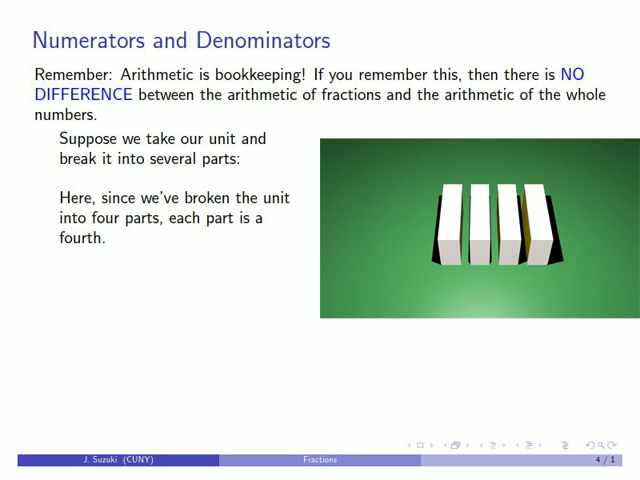 Numerators and Denominators
Remember: Arithmetic is bookkeeping! If you remember this, then there is NO
DIFFERENCE between the arithmetic of fractions and the arithmetic of the whole
numbers.
Suppose we take our unit and
break it into several parts:
Here, since we've broken the unit
into four parts, each part is a
fourth.
J. Suzuki (CUNY)
Fractions
4 / 1